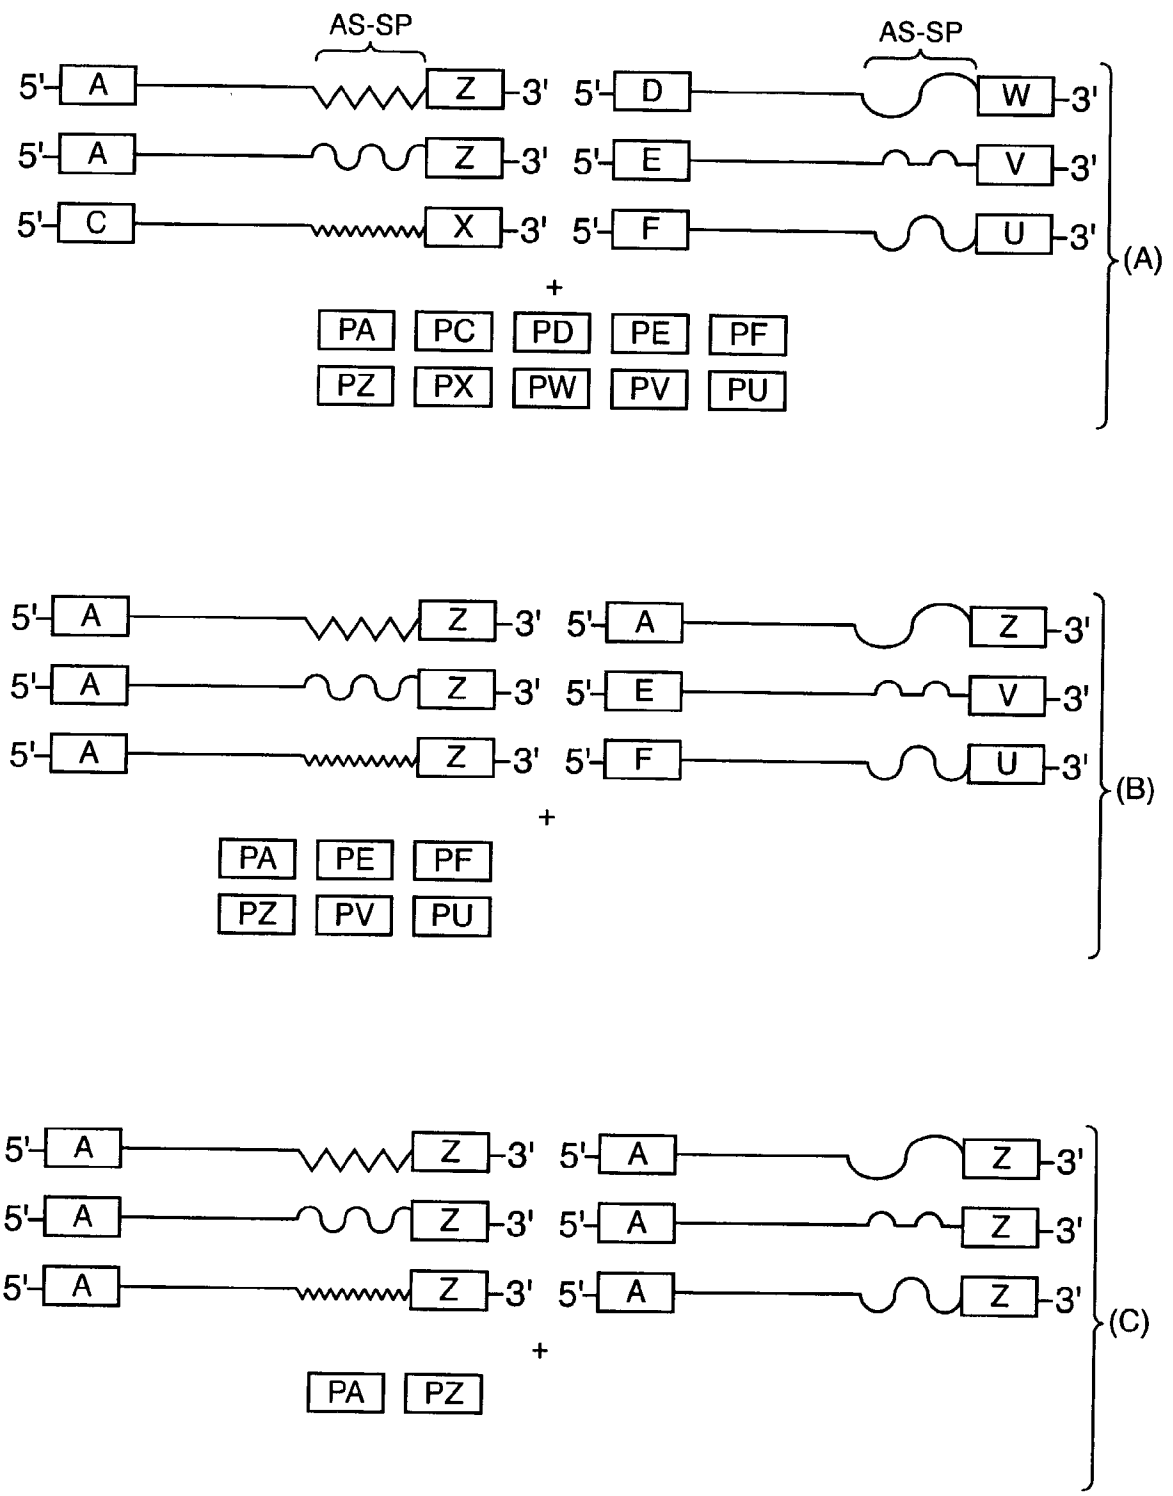 AS-SP AS-SP
5' A Z 3' 5' D W 3'
5' A Z 3' 5' E V 3'
5' C X 3' 5' F U 3'
(A)
+
PA PC PD PE PF
PZ PX PW PV PU
5' A Z 3' 5' A Z 3'
5' A Z 3' 5' E V 3'
5' A Z 3' 5' F U 3'
(B)
+
PA PE PF
PZ PV PU
5' A Z 3' 5' A Z 3'
5' A Z 3' 5' A Z 3'
5' A Z 3' 5' A Z 3'
(C)
+
PA PZ